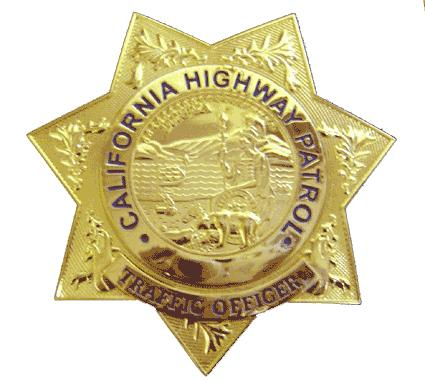 • CALIFORNIA HIGHWAY PATROL •
TRAFFIC OFFICER